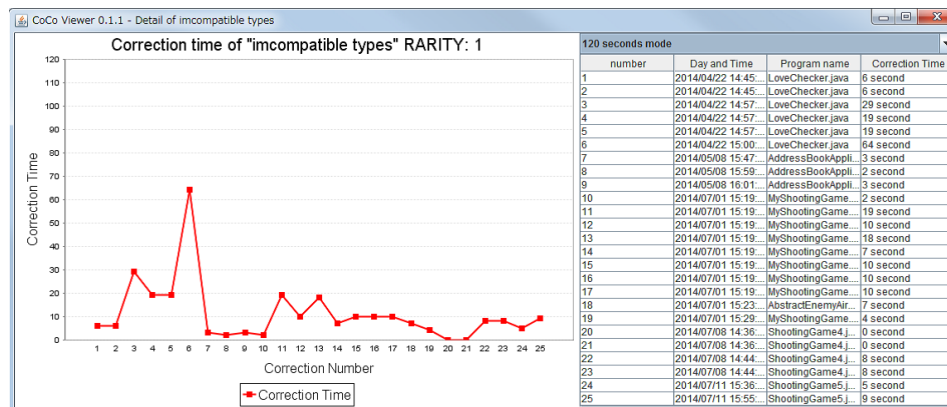 CoCo Viewer 0.1.1 - Detail of imcompatible types
Correction time of "imcompatible types" RARITY: 1
120
110
100
90
80
70
60
50
40
30
20
10
0
Correction Time
1 2 3 4 5 6 7 8 9 10 11 12 13 14 15 16 17 18 19 20 21 22 23 24 25
Correction Number
Correction Time
120 seconds mode
number Day and Time Program name Correction Time
1 2014/04/22 14:45:... LoveChecker.java 6 second
2 2014/04/22 14:45:... LoveChecker.java 6 second
3 2014/04/22 14:57:... LoveChecker.java 29 second
4 2014/04/22 14:57:... LoveChecker.java 19 second
5 2014/04/22 14:57:... LoveChecker.java 19 second
6 2014/04/22 15:00:... LoveChecker.java 64 second
7 2014/05/08 15:47:... AddressBookAppli... 3 second
8 2014/05/08 15:59:... AddressBookAppli... 2 second
9 2014/05/08 16:01:... AddressBookAppli... 3 second
10 2014/07/01 15:19:... MyShootingGame.... 2 second
11 2014/07/01 15:19:... MyShootingGame.... 19 second
12 2014/07/01 15:19:... MyShootingGame.... 10 second
13 2014/07/01 15:19:... MyShootingGame.... 18 second
14 2014/07/01 15:19:... MyShootingGame.... 7 second
15 2014/07/01 15:19:... MyShootingGame.... 10 second
16 2014/07/01 15:19:... MyShootingGame.... 10 second
17 2014/07/01 15:19:... MyShootingGame.... 10 second
18 2014/07/01 15:23:... AbstractEnemyAir... 7 second
19 2014/07/01 15:29:... MyShootingGame.... 4 second
20 2014/07/08 14:36:... ShootingGame4.j... 0 second
21 2014/07/08 14:36:... ShootingGame4.j... 0 second
22 2014/07/08 14:44:... ShootingGame4.j... 8 second
23 2014/07/08 14:44:... ShootingGame4.j... 8 second
24 2014/07/11 15:36:... ShootingGame5.j... 5 second
25 2014/07/11 15:55:... ShootingGame5.j... 9 second